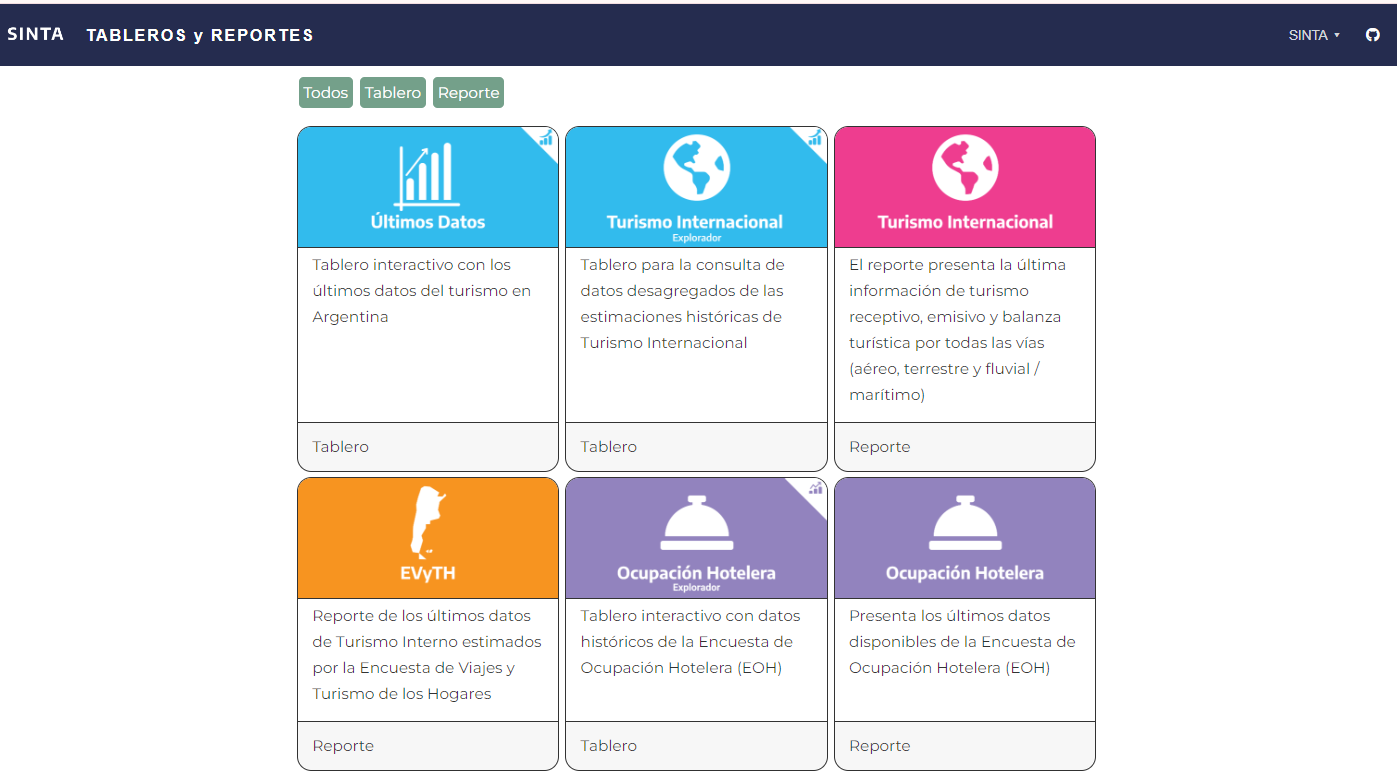 SINTA TABLEROS y REPORTES SINTA
Todos Tablero Reporte
Últimos Datos
Tablero interactivo con los
últimos datos del turismo en
Argentina
Tablero
Turismo Internacional
Explorador
Tablero para la consulta de
datos desagregados de las
estimaciones históricas de
Turismo Internacional
Tablero
Turismo Internacional
El reporte presenta la última
información de turismo
receptivo, emisivo y balanza
turística por todas las vías
(aéreo, terrestre y fluvial /
marítimo)
Reporte
EVyTH
Reporte de los últimos datos
de Turismo Interno estimados
por la Encuesta de Viajes y
Turismo de los Hogares
Reporte
Ocupación Hotelera
Explorador
Tablero interactivo con datos
históricos de la Encuesta de
Ocupación Hotelera (EOH)
Tablero
Ocupación Hotelera
Presenta los últimos datos
disponibles de la Encuesta de
Ocupación Hotelera (EOH)
Reporte